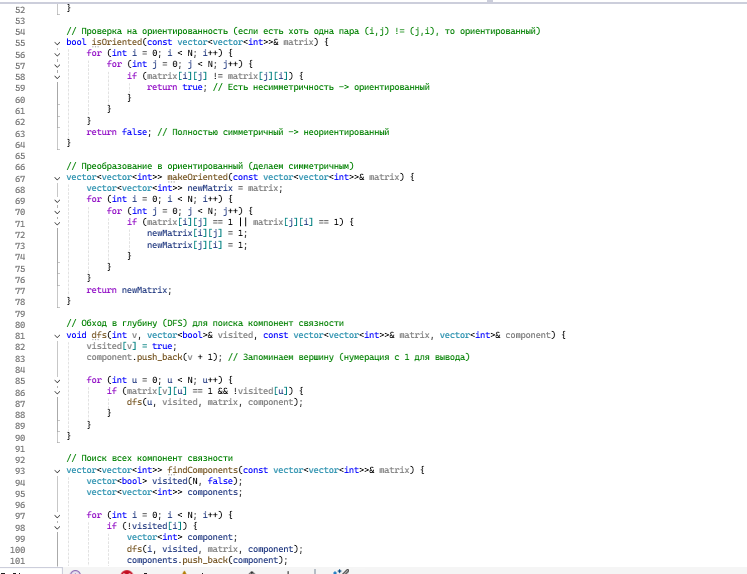 52 }
53
54 // Проверка на ориентированность (если есть хоть одна пара (i,j) != (j,i), то ориентированный)
55 bool isOriented(const vector<vector<int>>& matrix) {
56 for (int i = 0; i < N; i++) {
57 for (int j = 0; j < N; j++) {
58 if (matrix[i][j] != matrix[j][i]) {
59 return true; // Есть несимметричность -> ориентированный
60 }
61 }
62 }
63 return false; // Полностью симметричный -> неориентированный
64 }
65
66 // Преобразование в ориентированный (делаем симметричным)
67 vector<vector<int>> makeOriented(const vector<vector<int>>& matrix) {
68 vector<vector<int>> newMatrix = matrix;
69 for (int i = 0; i < N; i++) {
70 for (int j = 0; j < N; j++) {
71 if (matrix[i][j] == 1 || matrix[j][i] == 1) {
72 newMatrix[i][j] = 1;
73 newMatrix[j][i] = 1;
74 }
75 }
76 }
77 return newMatrix;
78 }
79
80 // Обход в глубину (DFS) для поиска компонент связности
81 void dfs(int v, vector<bool>& visited, const vector<vector<int>>& matrix, vector<int>& component) {
82 visited[v] = true;
83 component.push_back(v + 1); // Запоминаем вершину (нумерация с 1 для вывода)
84
85 for (int u = 0; u < N; u++) {
86 if (matrix[v][u] == 1 && !visited[u]) {
87 dfs(u, visited, matrix, component);
88 }
89 }
90 }
91
92 // Поиск всех компонент связности
93 vector<vector<int>> findComponents(const vector<vector<int>>& matrix) {
94 vector<bool> visited(N, false);
95 vector<vector<int>> components;
96
97 for (int i = 0; i < N; i++) {
98 if (!visited[i]) {
99 vector<int> component;
100 dfs(i, visited, matrix, component);
101 components.push_back(component);